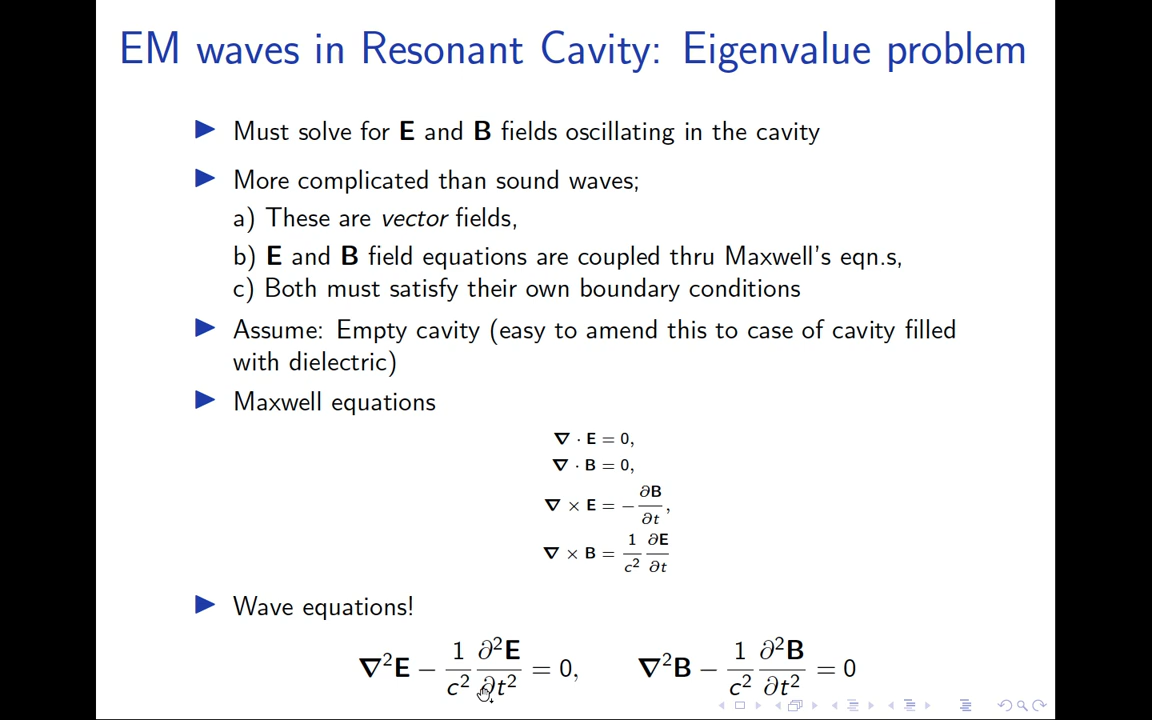 EM waves in Resonant Cavity: Eigenvalue problem
▶ Must solve for E and B fields oscillating in the cavity
▶ More complicated than sound waves;
a) These are vector fields,
b) E and B field equations are coupled thru Maxwell's eqn.s,
c) Both must satisfy their own boundary conditions
▶ Assume: Empty cavity (easy to amend this to case of cavity filled
with dielectric)
▶ Maxwell equations
∇ · E = 0,
∇ · B = 0,
∇ × E = −∂B/∂t,
∇ × B = 1/c² ∂E/∂t
▶ Wave equations!
∇²E − 1/c² ∂²E/∂t² = 0, ∇²B − 1/c² ∂²B/∂t² = 0